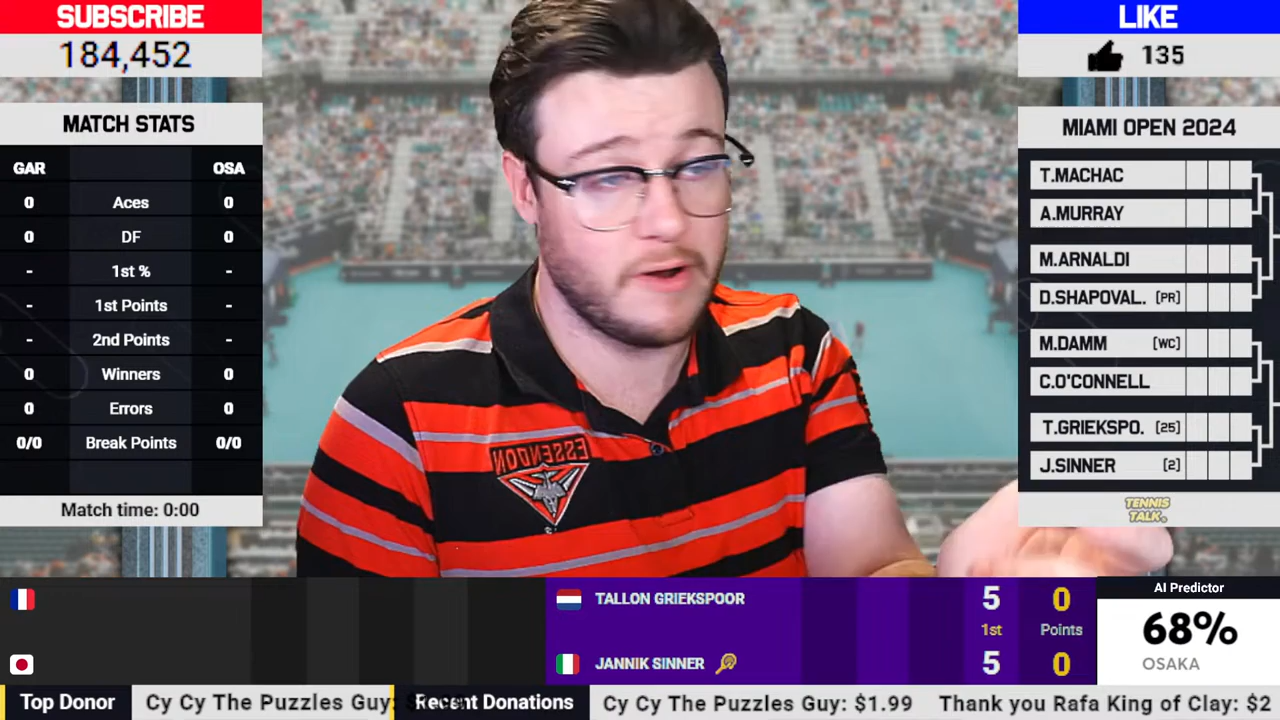 SUBSCRIBE
184,452
MATCH STATS
GAR OSA
0 Aces 0
0 DF 0
- 1st % -
- 1st Points -
- 2nd Points -
0 Winners 0
0 Errors 0
0/0 Break Points 0/0
Match time: 0:00
ESSENDON
LIKE
135
MIAMI OPEN 2024
T.MACHAC
A.MURRAY
M.ARNALDI
D.SHAPOVAL. [PR]
M.DAMM [WC]
C.O'CONNELL
T.GRIEKSPO. [25]
J.SINNER [2]
TENNIS
TALK.
TALLON GRIEKSPOOR 5 0
1st Points
JANNIK SINNER 5 0
AI Predictor
68%
OSAKA
Top Donor Cy Cy The Puzzles Guy: Recent Donations Cy Cy The Puzzles Guy: $1.99 Thank you Rafa King of Clay: $2